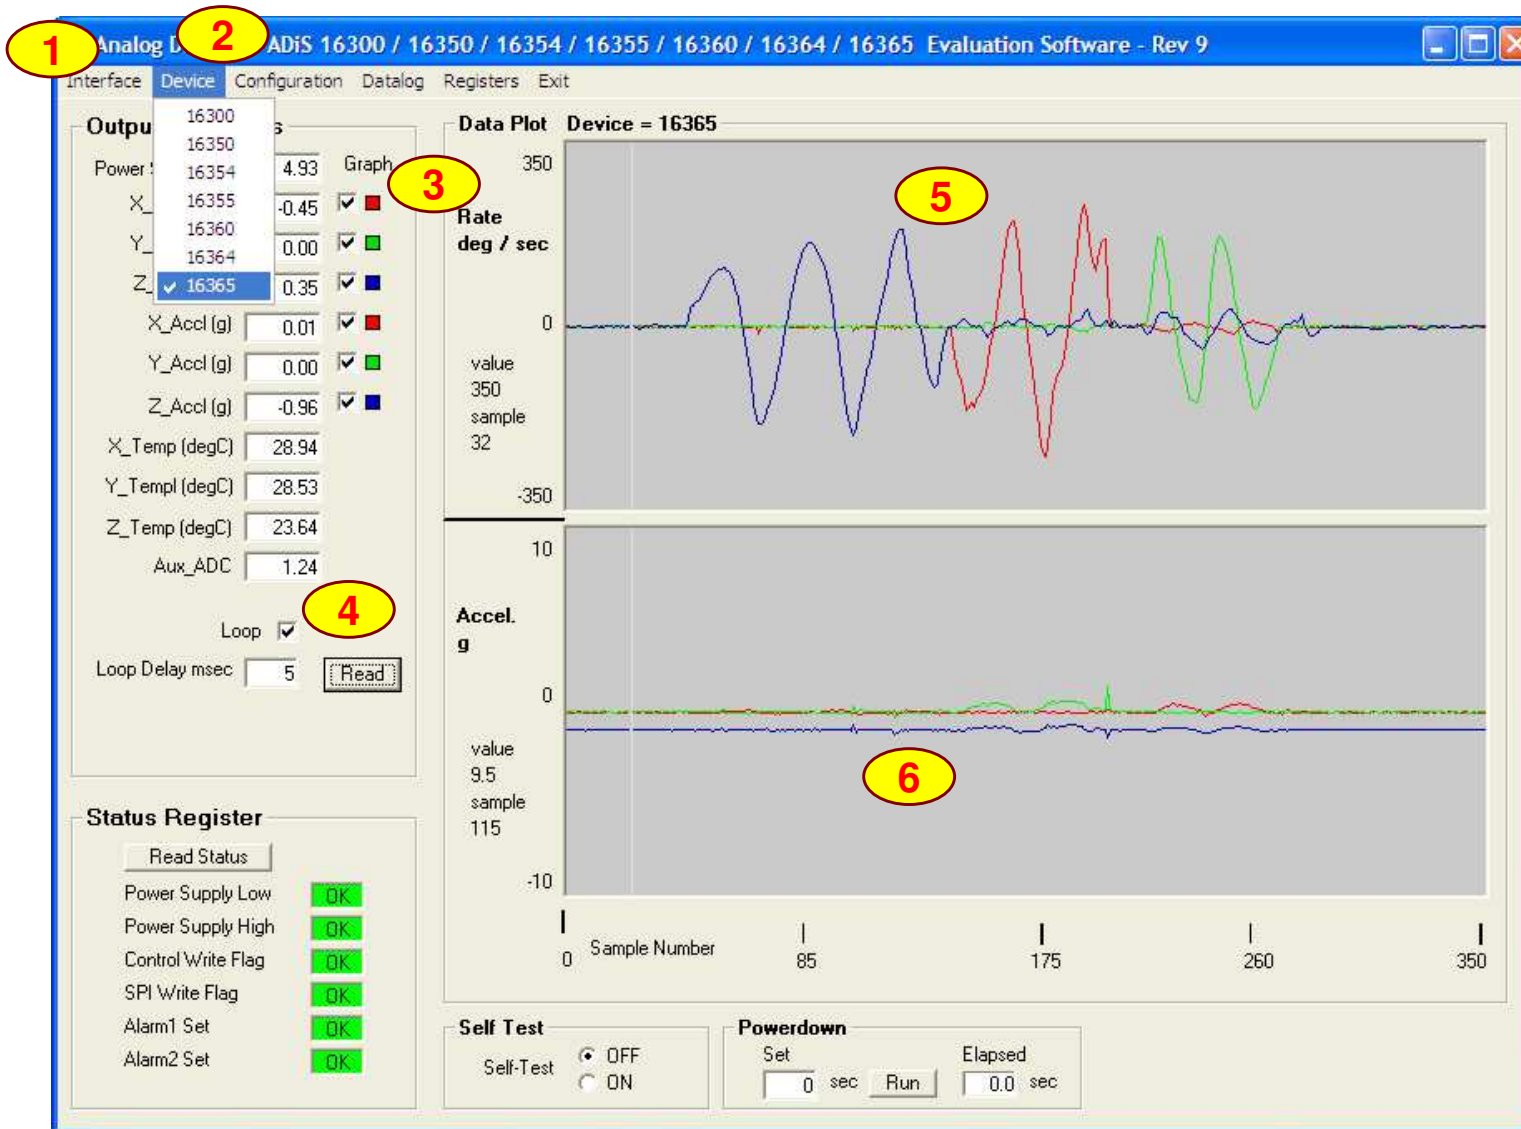 1
2
Analog D ADiS 16300 / 16350 / 16354 / 16355 / 16360 / 16364 / 16365 Evaluation Software - Rev 9
Interface Device Configuration Datalog Registers Exit
16300
16350
16354
16355
16360
16364
16365
Outpu s
Power 4.93 Graph
X_ -0.45
Y_ 0.00
Z_ 0.35
X_Accl (g) 0.01
Y_Accl (g) 0.00
Z_Accl (g) -0.96
X_Temp (degC) 28.94
Y_Templ (degC) 28.53
Z_Temp (degC) 23.64
Aux_ADC 1.24
3
4
Loop
Loop Delay msec 5 Read
Status Register
Read Status
Power Supply Low OK
Power Supply High OK
Control Write Flag OK
SPI Write Flag OK
Alarm1 Set OK
Alarm2 Set OK
Data Plot Device = 16365
350
Rate
deg / sec
0
value
350
sample
32
-350
5
10
Accel.
g
0
value
9.5
sample
115
-10
6
0 Sample Number 85 175 260 350
Self Test
Self-Test OFF
ON
Powerdown
Set Elapsed
0 sec Run 0.0 sec